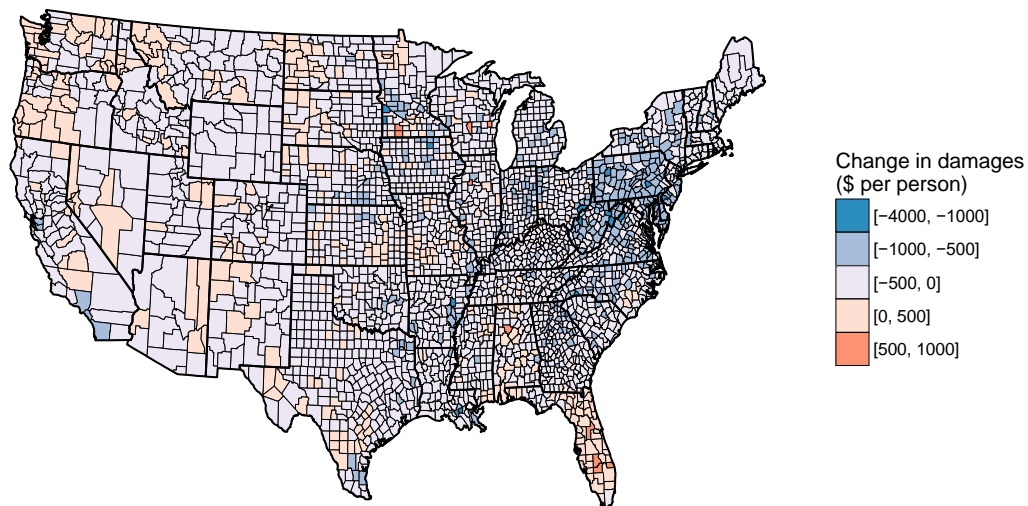 Change in damages
($ per person)
[−4000, −1000]
[−1000, −500]
[−500, 0]
[0, 500]
[500, 1000]